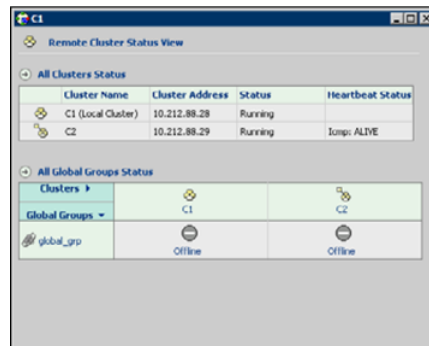 C1
Remote Cluster Status View
All Clusters Status
Cluster Name Cluster Address Status Heartbeat Status
C1 (Local Cluster) 10.212.88.28 Running
C2 10.212.88.29 Running Icmp: ALIVE
All Global Groups Status
Clusters
C1 C2
Global Groups
global_grp
Offline Offline